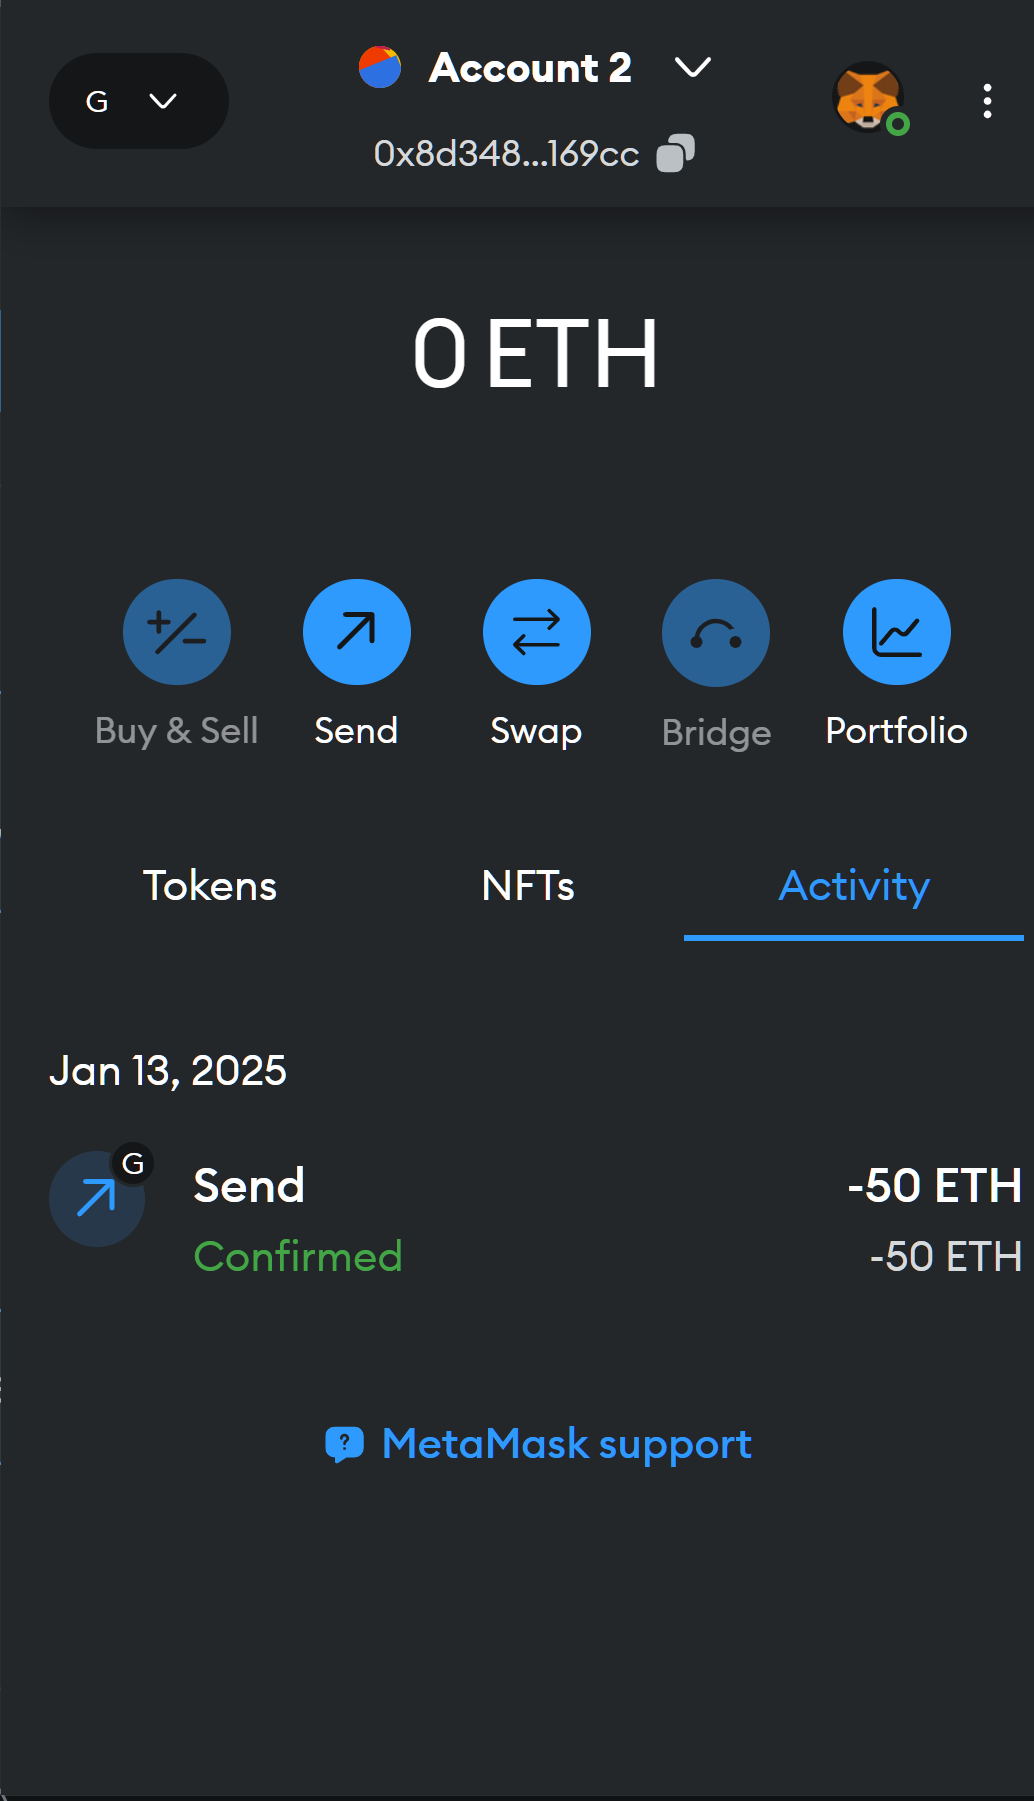 G
Account 2
0x8d348...169cc
0 ETH
Buy & Sell
Send
Swap
Bridge
Portfolio
Tokens
NFTs
Activity
Jan 13, 2025
G
Send
-50 ETH
Confirmed
-50 ETH
MetaMask support